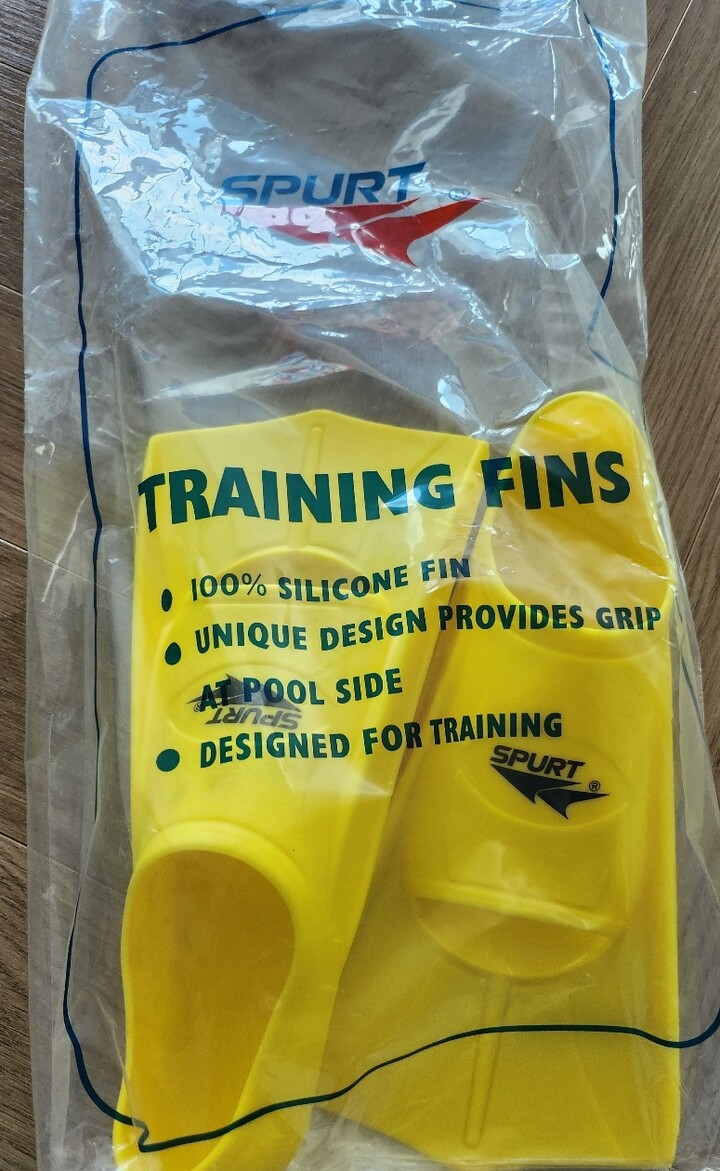 SPURT ®
TRAINING FINS
• 100% SILICONE FIN
• UNIQUE DESIGN PROVIDES GRIP
AT POOL SIDE
SPURT ®
• DESIGNED FOR TRAINING
SPURT ®